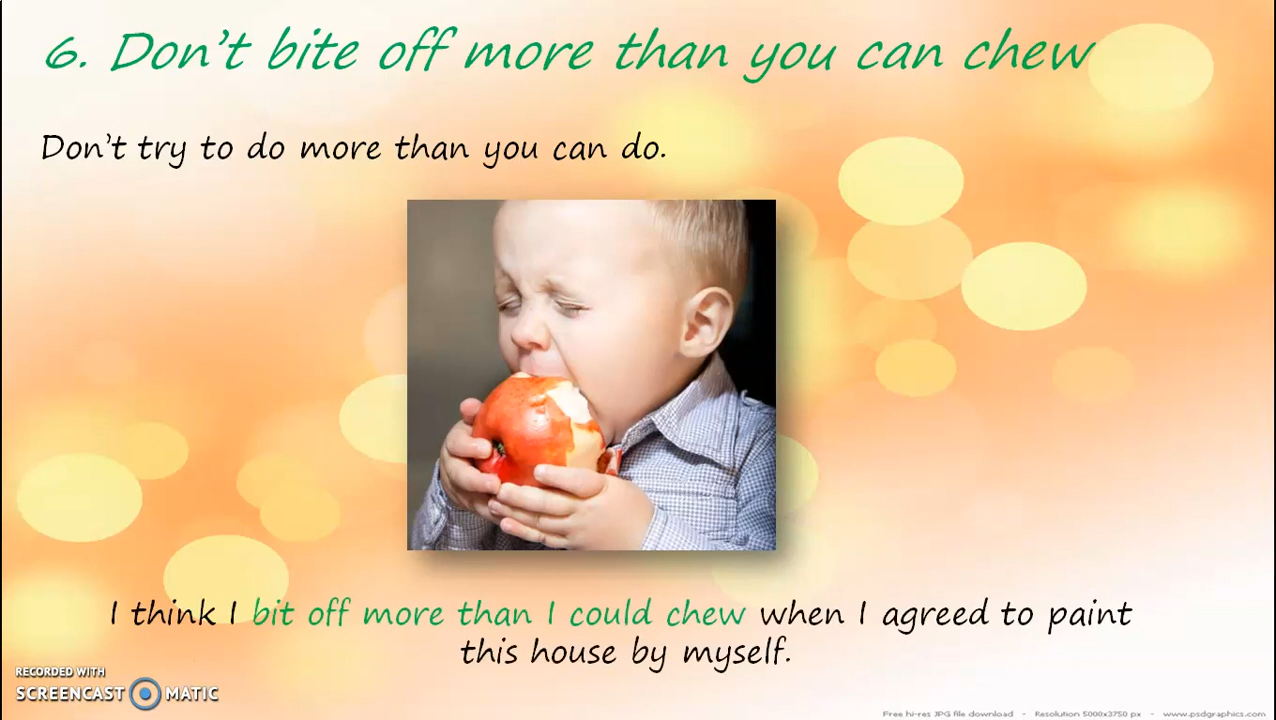 6. Don't bite off more than you can chew
Don't try to do more than you can do.
I think I bit off more than I could chew when I agreed to paint
this house by myself.
RECORDED WITH
SCREENCAST MATIC
Free hi-res JPG file download - Resolution 5000x3750 px - www.psdgraphics.com